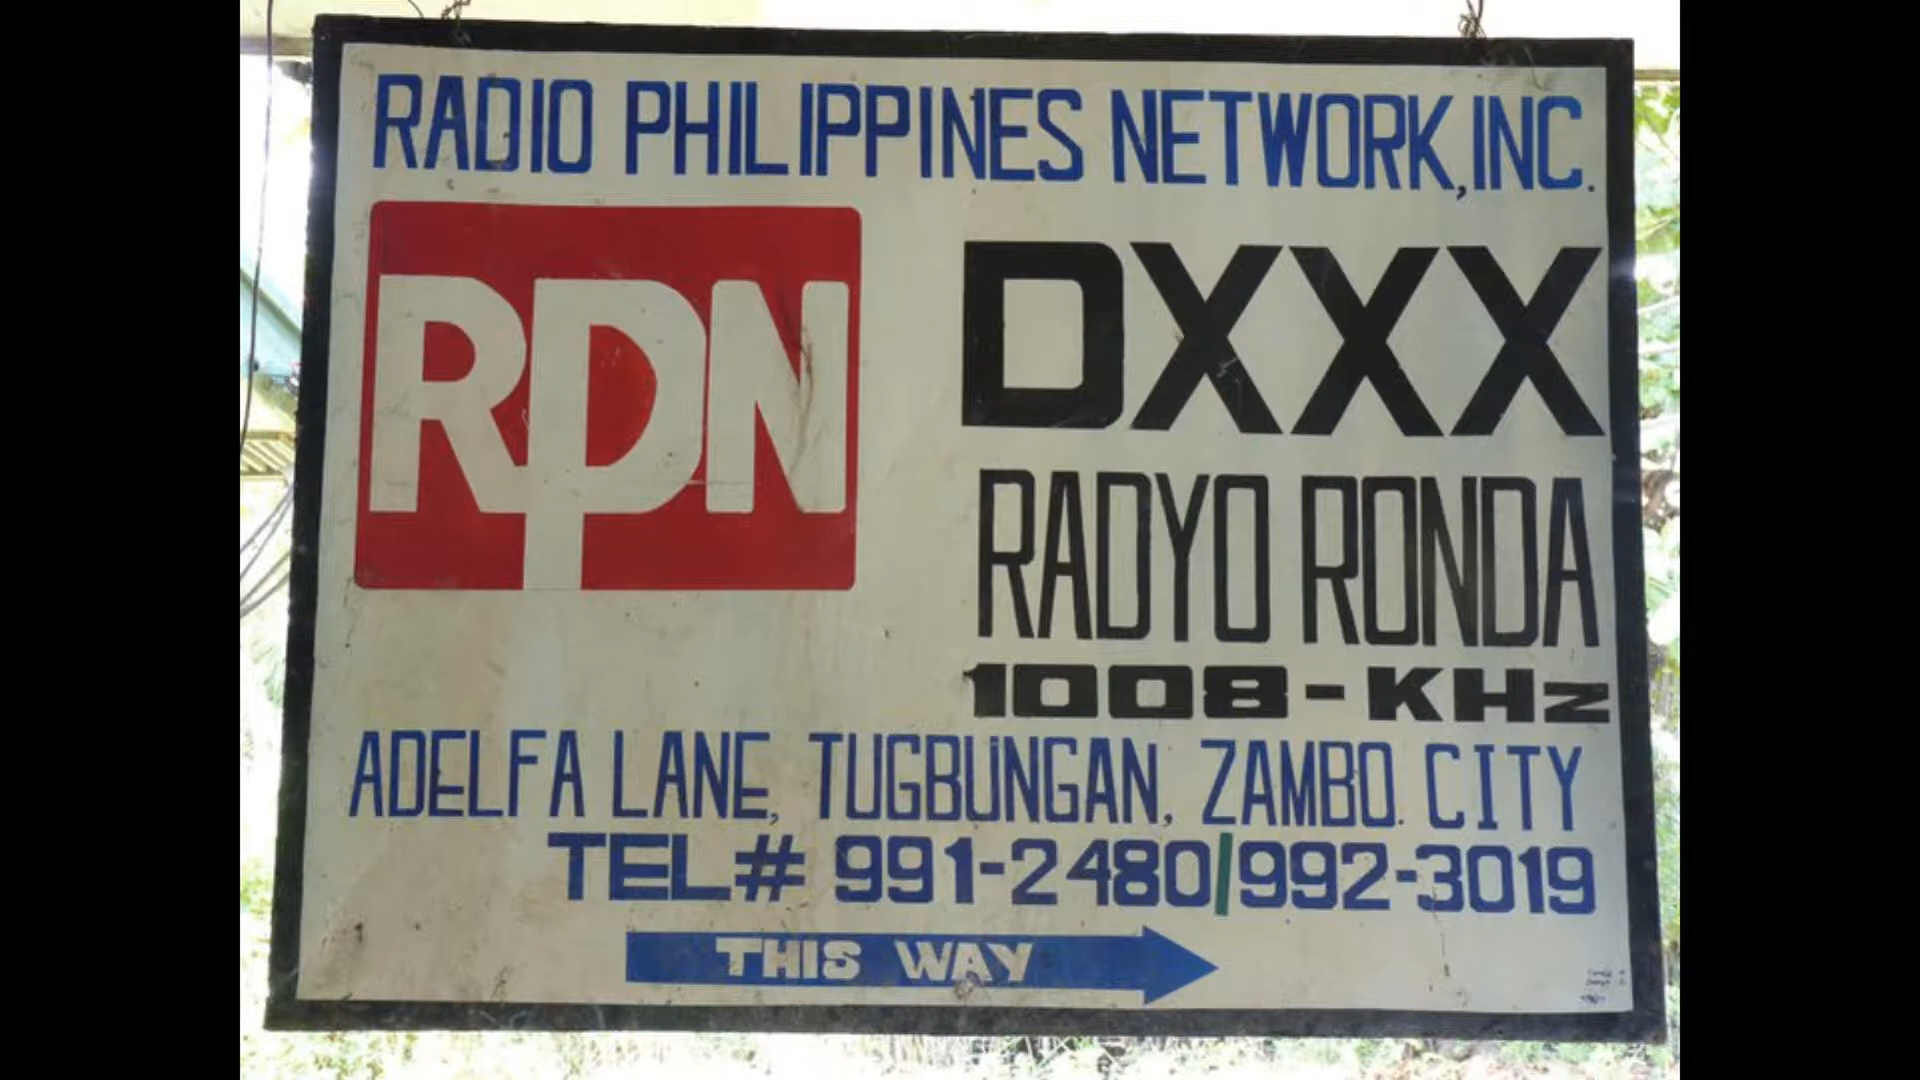 RADIO PHILIPPINES NETWORK, INC.
RPN
DXXX
RADYO RONDA
1008-KHz
ADELFA LANE, TUGBUNGAN, ZAMBO. CITY
TEL# 991-2480/992-3019
THIS WAY